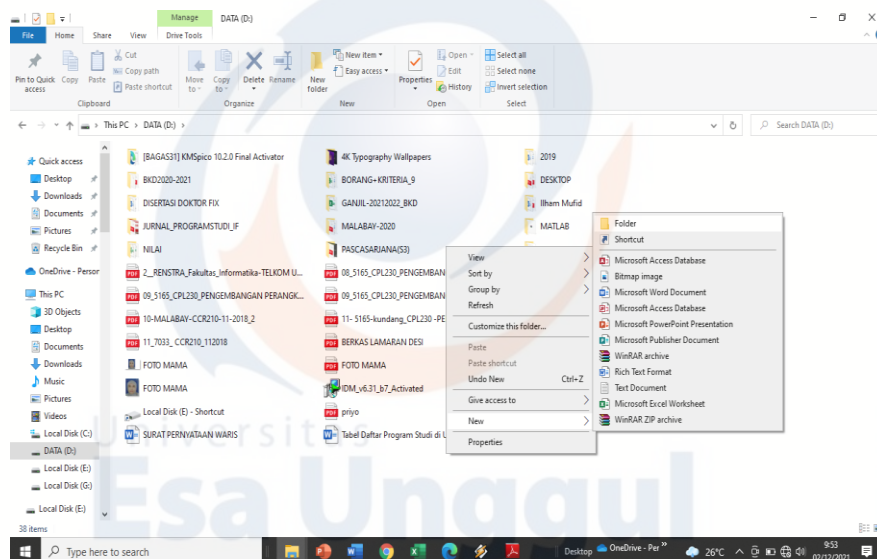 Manage
DATA (D:)
File
Home
Share
View
Drive Tools
Pin to Quick access
Copy
Paste
Cut
Copy path
Paste shortcut
Clipboard
Move to
Copy to
Delete
Rename
Organize
New folder
New item
Easy access
New
Properties
Open
Edit
History
Open
Select all
Select none
Invert selection
Select
This PC > DATA (D:) >
Search DATA (D:)
Quick access
Desktop
Downloads
Documents
Pictures
Recycle Bin
OneDrive - Person
This PC
3D Objects
Desktop
Documents
Downloads
Music
Pictures
Videos
Local Disk (C:)
DATA (D:)
Local Disk (E:)
Local Disk (G:)
Local Disk (E:)
[BAGAS31] KMSpico 10.2.0 Final Activator
BKD2020-2021
DISERTASI DOKTOR FIX
JURNAL_PROGRAMSTUDI_IF
NILAI
2__RENSTRA_Fakultas_Informatika-TELKOM U...
09_5165_CPL230_PENGEMBANGAN PERANGK...
10-MALABAY-CCR210-11-2018_2
11_7033_ CCR210_112018
FOTO MAMA
FOTO MAMA
Local Disk (E) - Shortcut
SURAT PERNYATAAN WARIS
4K Typography Wallpapers
BORANG+KRITERIA_9
GANJIL-20212022_BKD
MALABAY-2020
PASCASARIANA(S3)
08_5165_CPL230_PENGEMBAN
09_5165_CPL230_PENGEMBAN
11- 5165-kundang_CPL230 -PE
BERKAS LAMARAN DESI
FOTO MAMA
IDM_v6.31_b7_Activated
priyo
Tabel Daftar Program Studi di U
2019
DESKTOP
Ilham Mufid
MATLAB
View
Sort by
Group by
Refresh
Customize this folder...
Paste
Paste shortcut
Undo New Ctrl+Z
Give access to
New
Properties
Folder
Shortcut
Microsoft Access Database
Bitmap image
Microsoft Word Document
Microsoft Access Database
Microsoft PowerPoint Presentation
Microsoft Publisher Document
WinRAR archive
Rich Text Format
Text Document
Microsoft Excel Worksheet
WinRAR ZIP archive
Universitas
Esa Unggul
38 items
Type here to search
Desktop
OneDrive - Per
26°C
9:53
02/12/2021